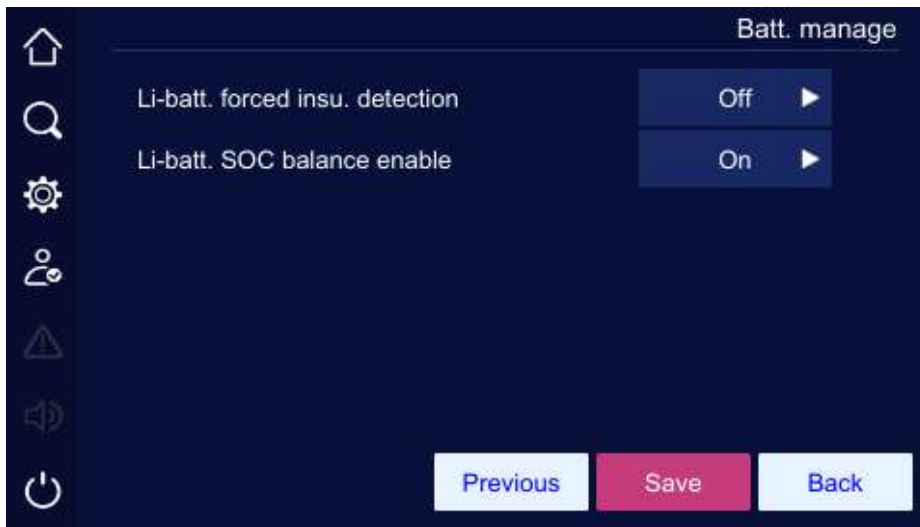 Batt. manage
Li-batt. forced insu. detection Off
Li-batt. SOC balance enable On
Previous Save Back